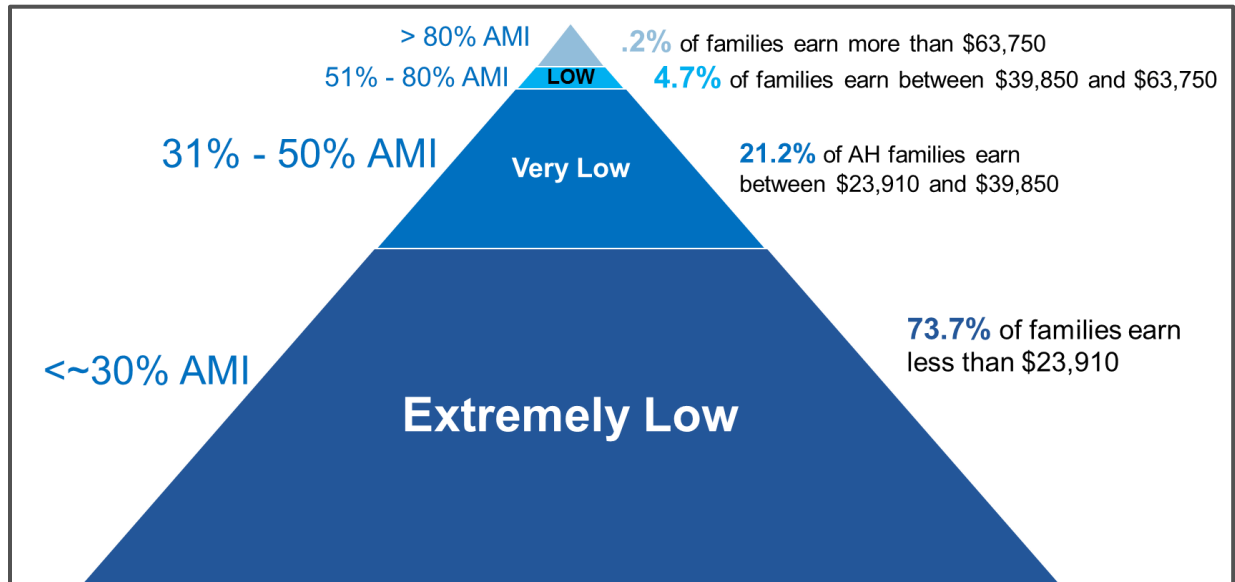 > 80% AMI
.2% of families earn more than $63,750
51% - 80% AMI
LOW
4.7% of families earn between $39,850 and $63,750
31% - 50% AMI
Very Low
21.2% of AH families earn
between $23,910 and $39,850
<~30% AMI
Extremely Low
73.7% of families earn
less than $23,910